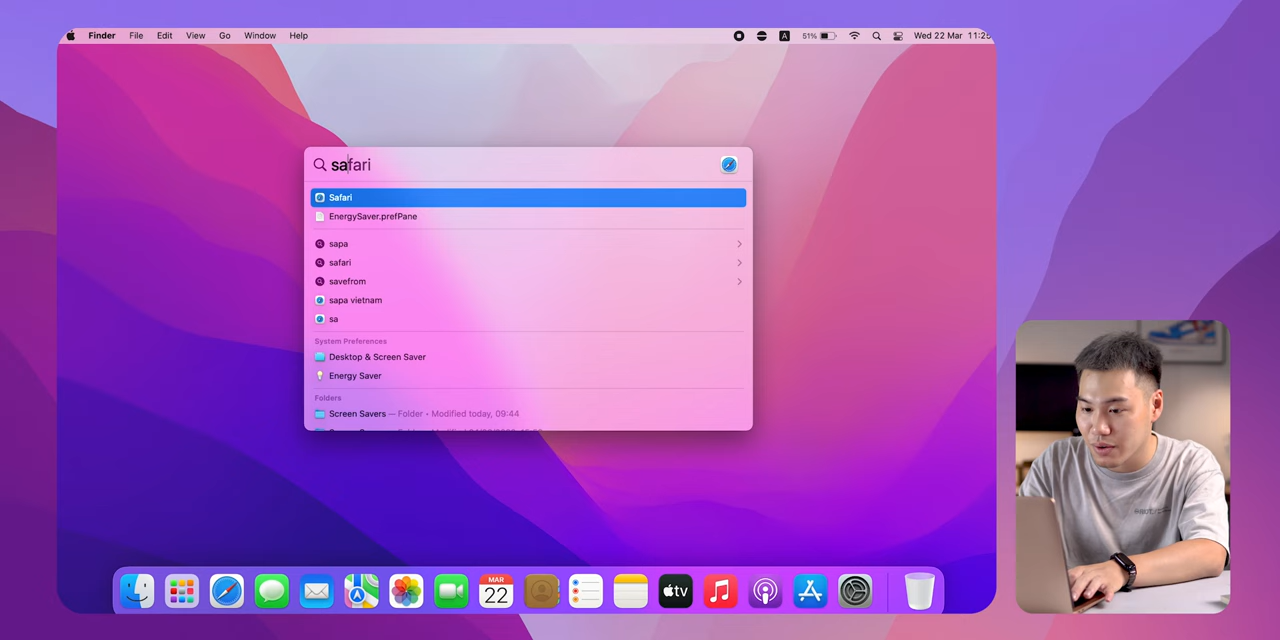 Finder File Edit View Go Window Help A 51% Wed 22 Mar 11:25
safari
Safari
EnergySaver.prefPane
sapa
safari
savefrom
sapa vietnam
sa
System Preferences
Desktop & Screen Saver
Energy Saver
Folders
Screen Savers — Folder • Modified today, 09:44
MAR
22
tv